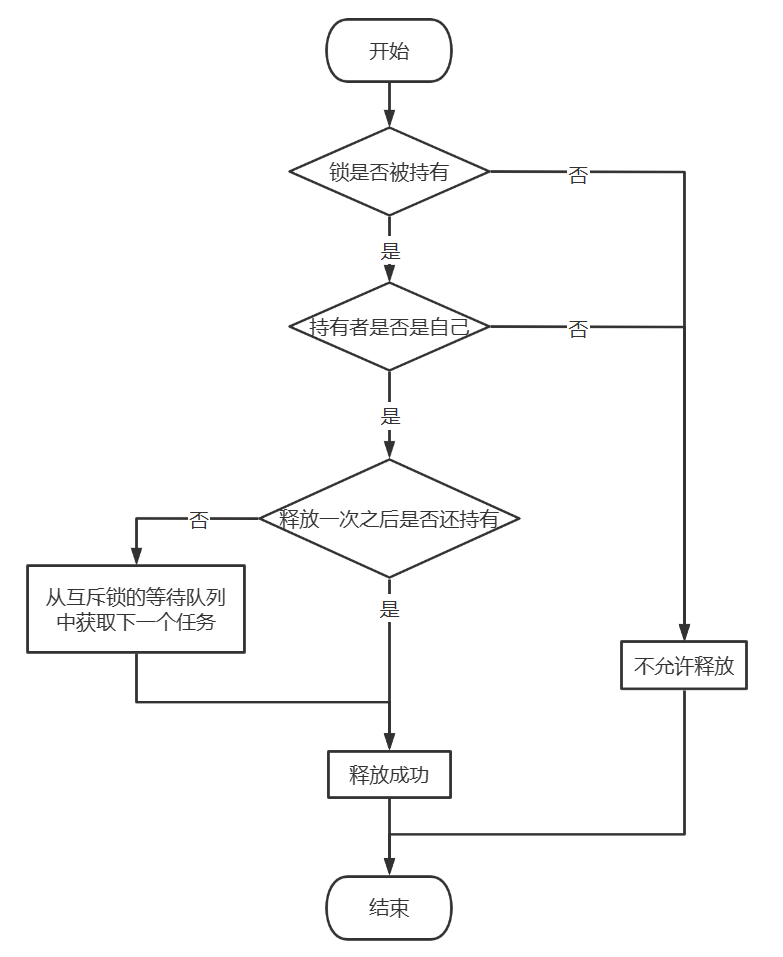 开始
锁是否被持有
否
是
持有者是否是自己
否
是
释放一次之后是否还持有
否
从互斥锁的等待队列
中获取下一个任务
是
不允许释放
释放成功
结束